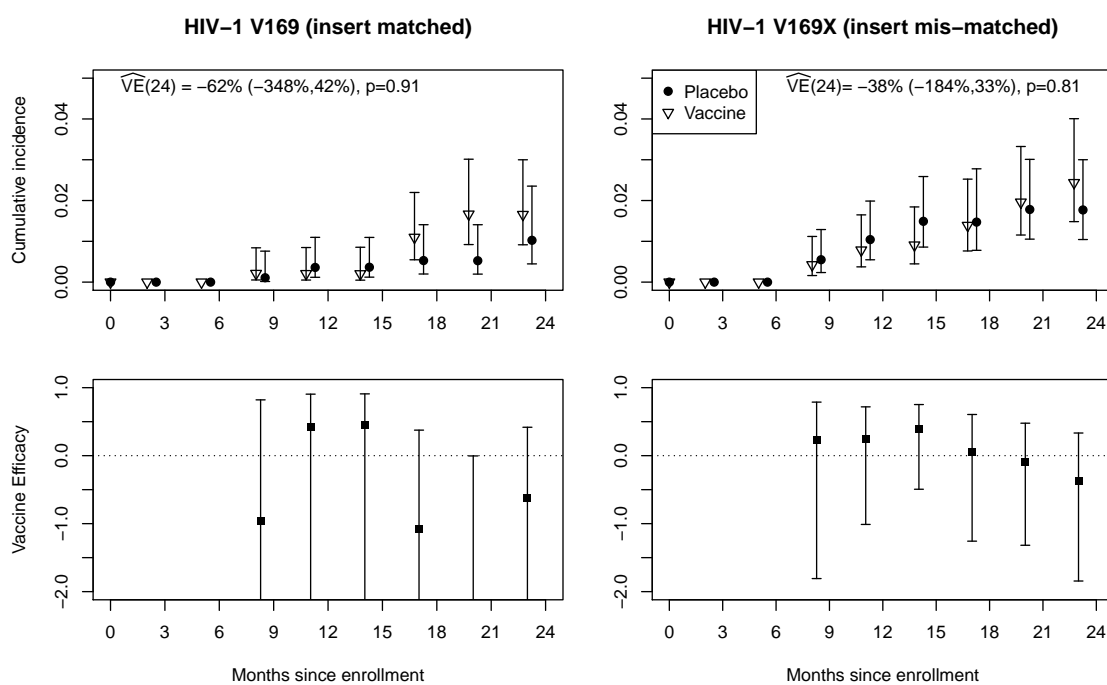 HIV−1 V169 (insert matched)
V̂E(24) = −62% (−348%,42%), p=0.91
Cumulative incidence
0.04
0.02
0.00
0 3 6 9 12 15 18 21 24
HIV−1 V169X (insert mis−matched)
V̂E(24)= −38% (−184%,33%), p=0.81
Placebo
Vaccine
0.04
0.02
0.00
0 3 6 9 12 15 18 21 24
Vaccine Efficacy
1.0
0.0
−1.0
−2.0
0 3 6 9 12 15 18 21 24
Months since enrollment
1.0
0.0
−1.0
−2.0
0 3 6 9 12 15 18 21 24
Months since enrollment